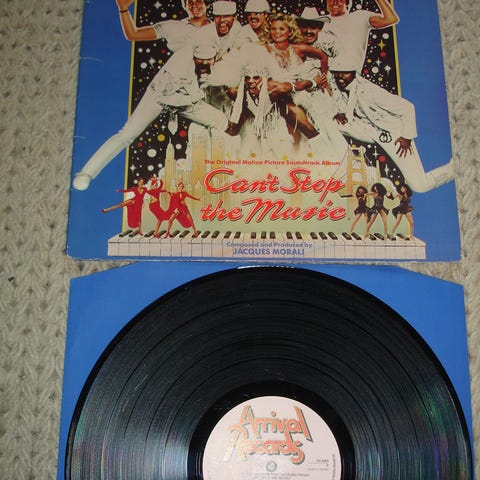 The Original Motion Picture Soundtrack Album
Can't Stop
the Music
Composed and Produced by
JACQUES MORALI
Arrival
Records